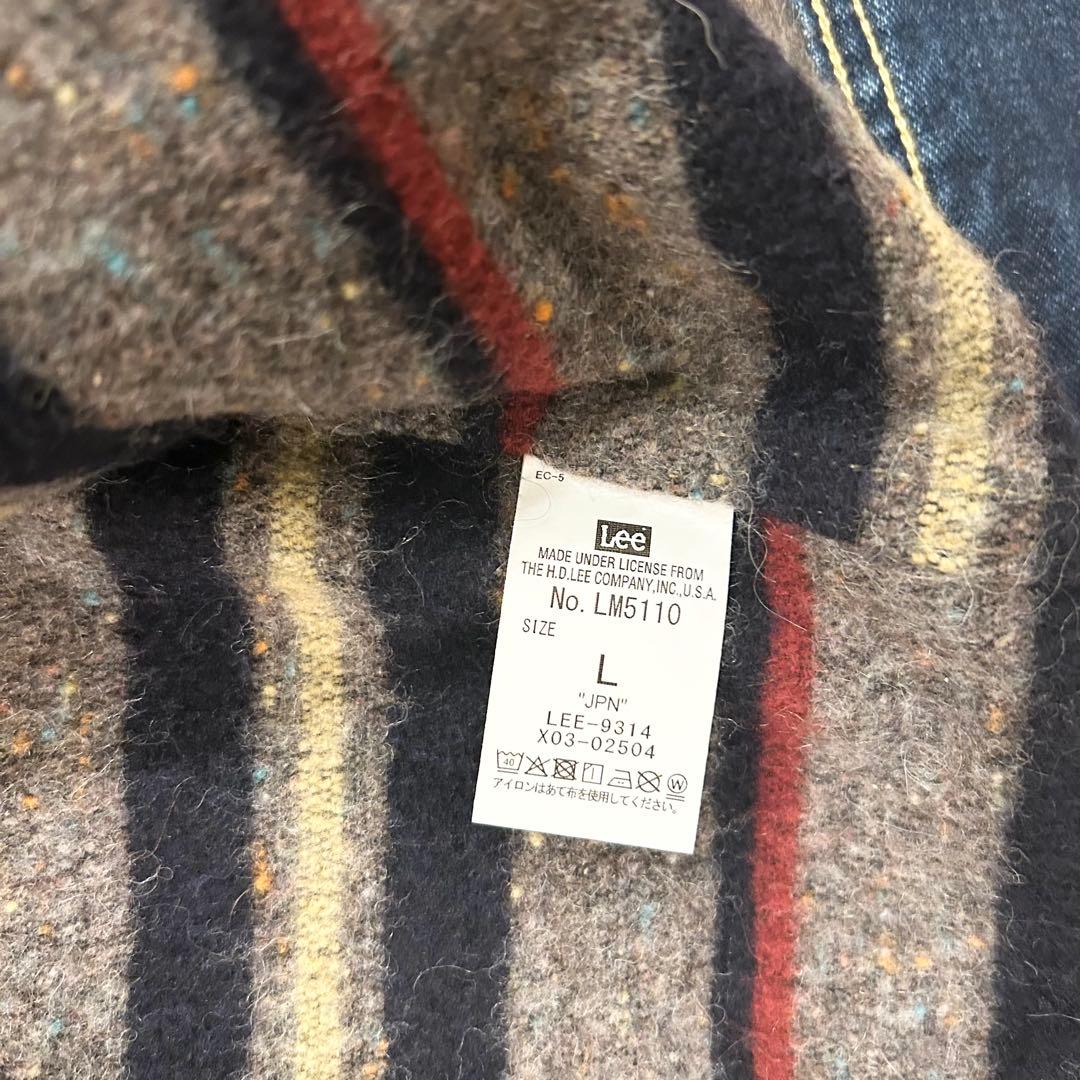 EC-5
Lee
MADE UNDER LICENSE FROM
THE H.D.LEE COMPANY,INC.,U.S.A.
No. LM5110
SIZE
L
"JPN"
LEE-9314
X03-02504
40
W
アイロンはあて布を使用してください。